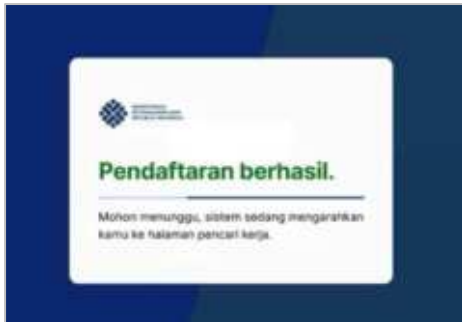 Pendaftaran berhasil.
Mohon menunggu, sistem sedang mengarahkan
kamu ke halaman pencari kerja.